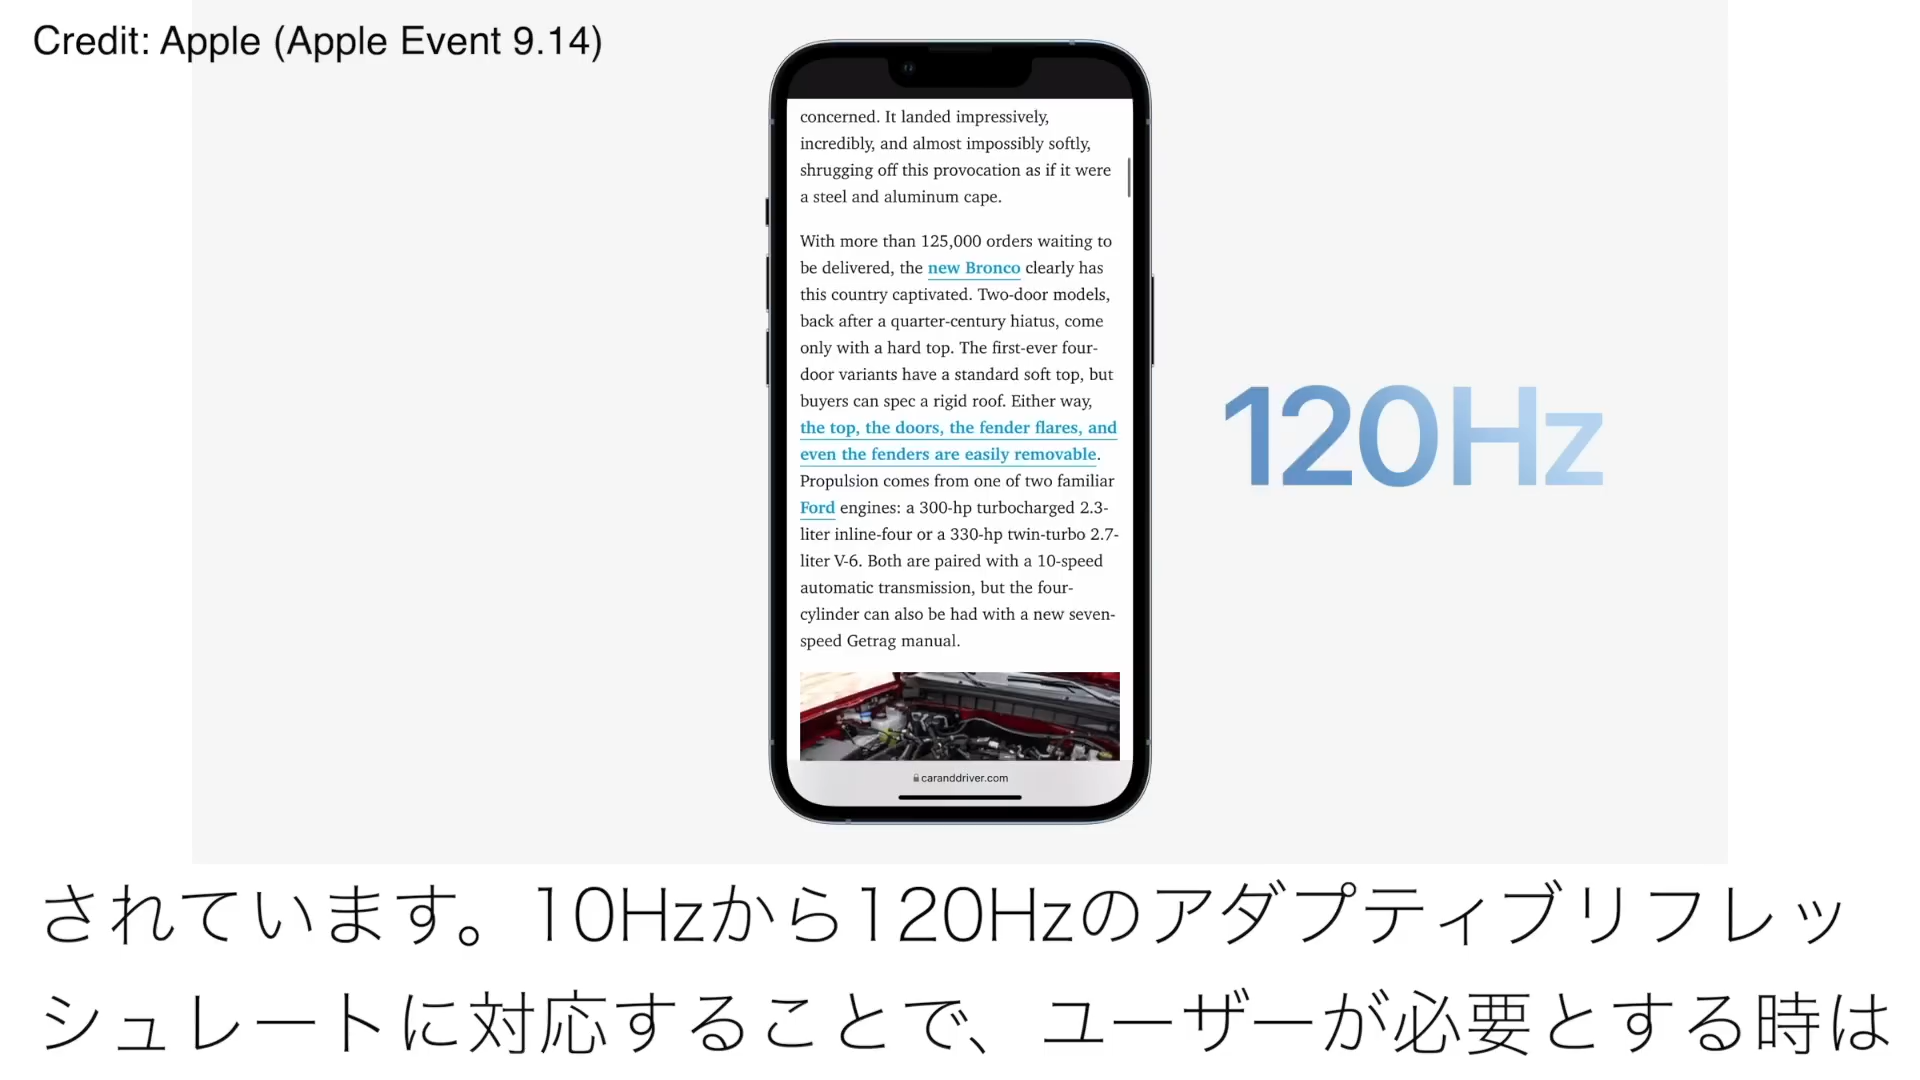 Credit: Apple (Apple Event 9.14)
concerned. It landed impressively,
incredibly, and almost impossibly softly,
shrugging off this provocation as if it were
a steel and aluminum cape.
With more than 125,000 orders waiting to
be delivered, the new Bronco clearly has
this country captivated. Two-door models,
back after a quarter-century hiatus, come
only with a hard top. The first-ever four-
door variants have a standard soft top, but
buyers can spec a rigid roof. Either way,
the top, the doors, the fender flares, and
even the fenders are easily removable.
Propulsion comes from one of two familiar
Ford engines: a 300-hp turbocharged 2.3-
liter inline-four or a 330-hp twin-turbo 2.7-
liter V-6. Both are paired with a 10-speed
automatic transmission, but the four-
cylinder can also be had with a new seven-
speed Getrag manual.
caranddriver.com
120Hz
されています。10Hzから120Hzのアダプティブリフレッ
シュレートに対応することで、ユーザーが必要とする時は